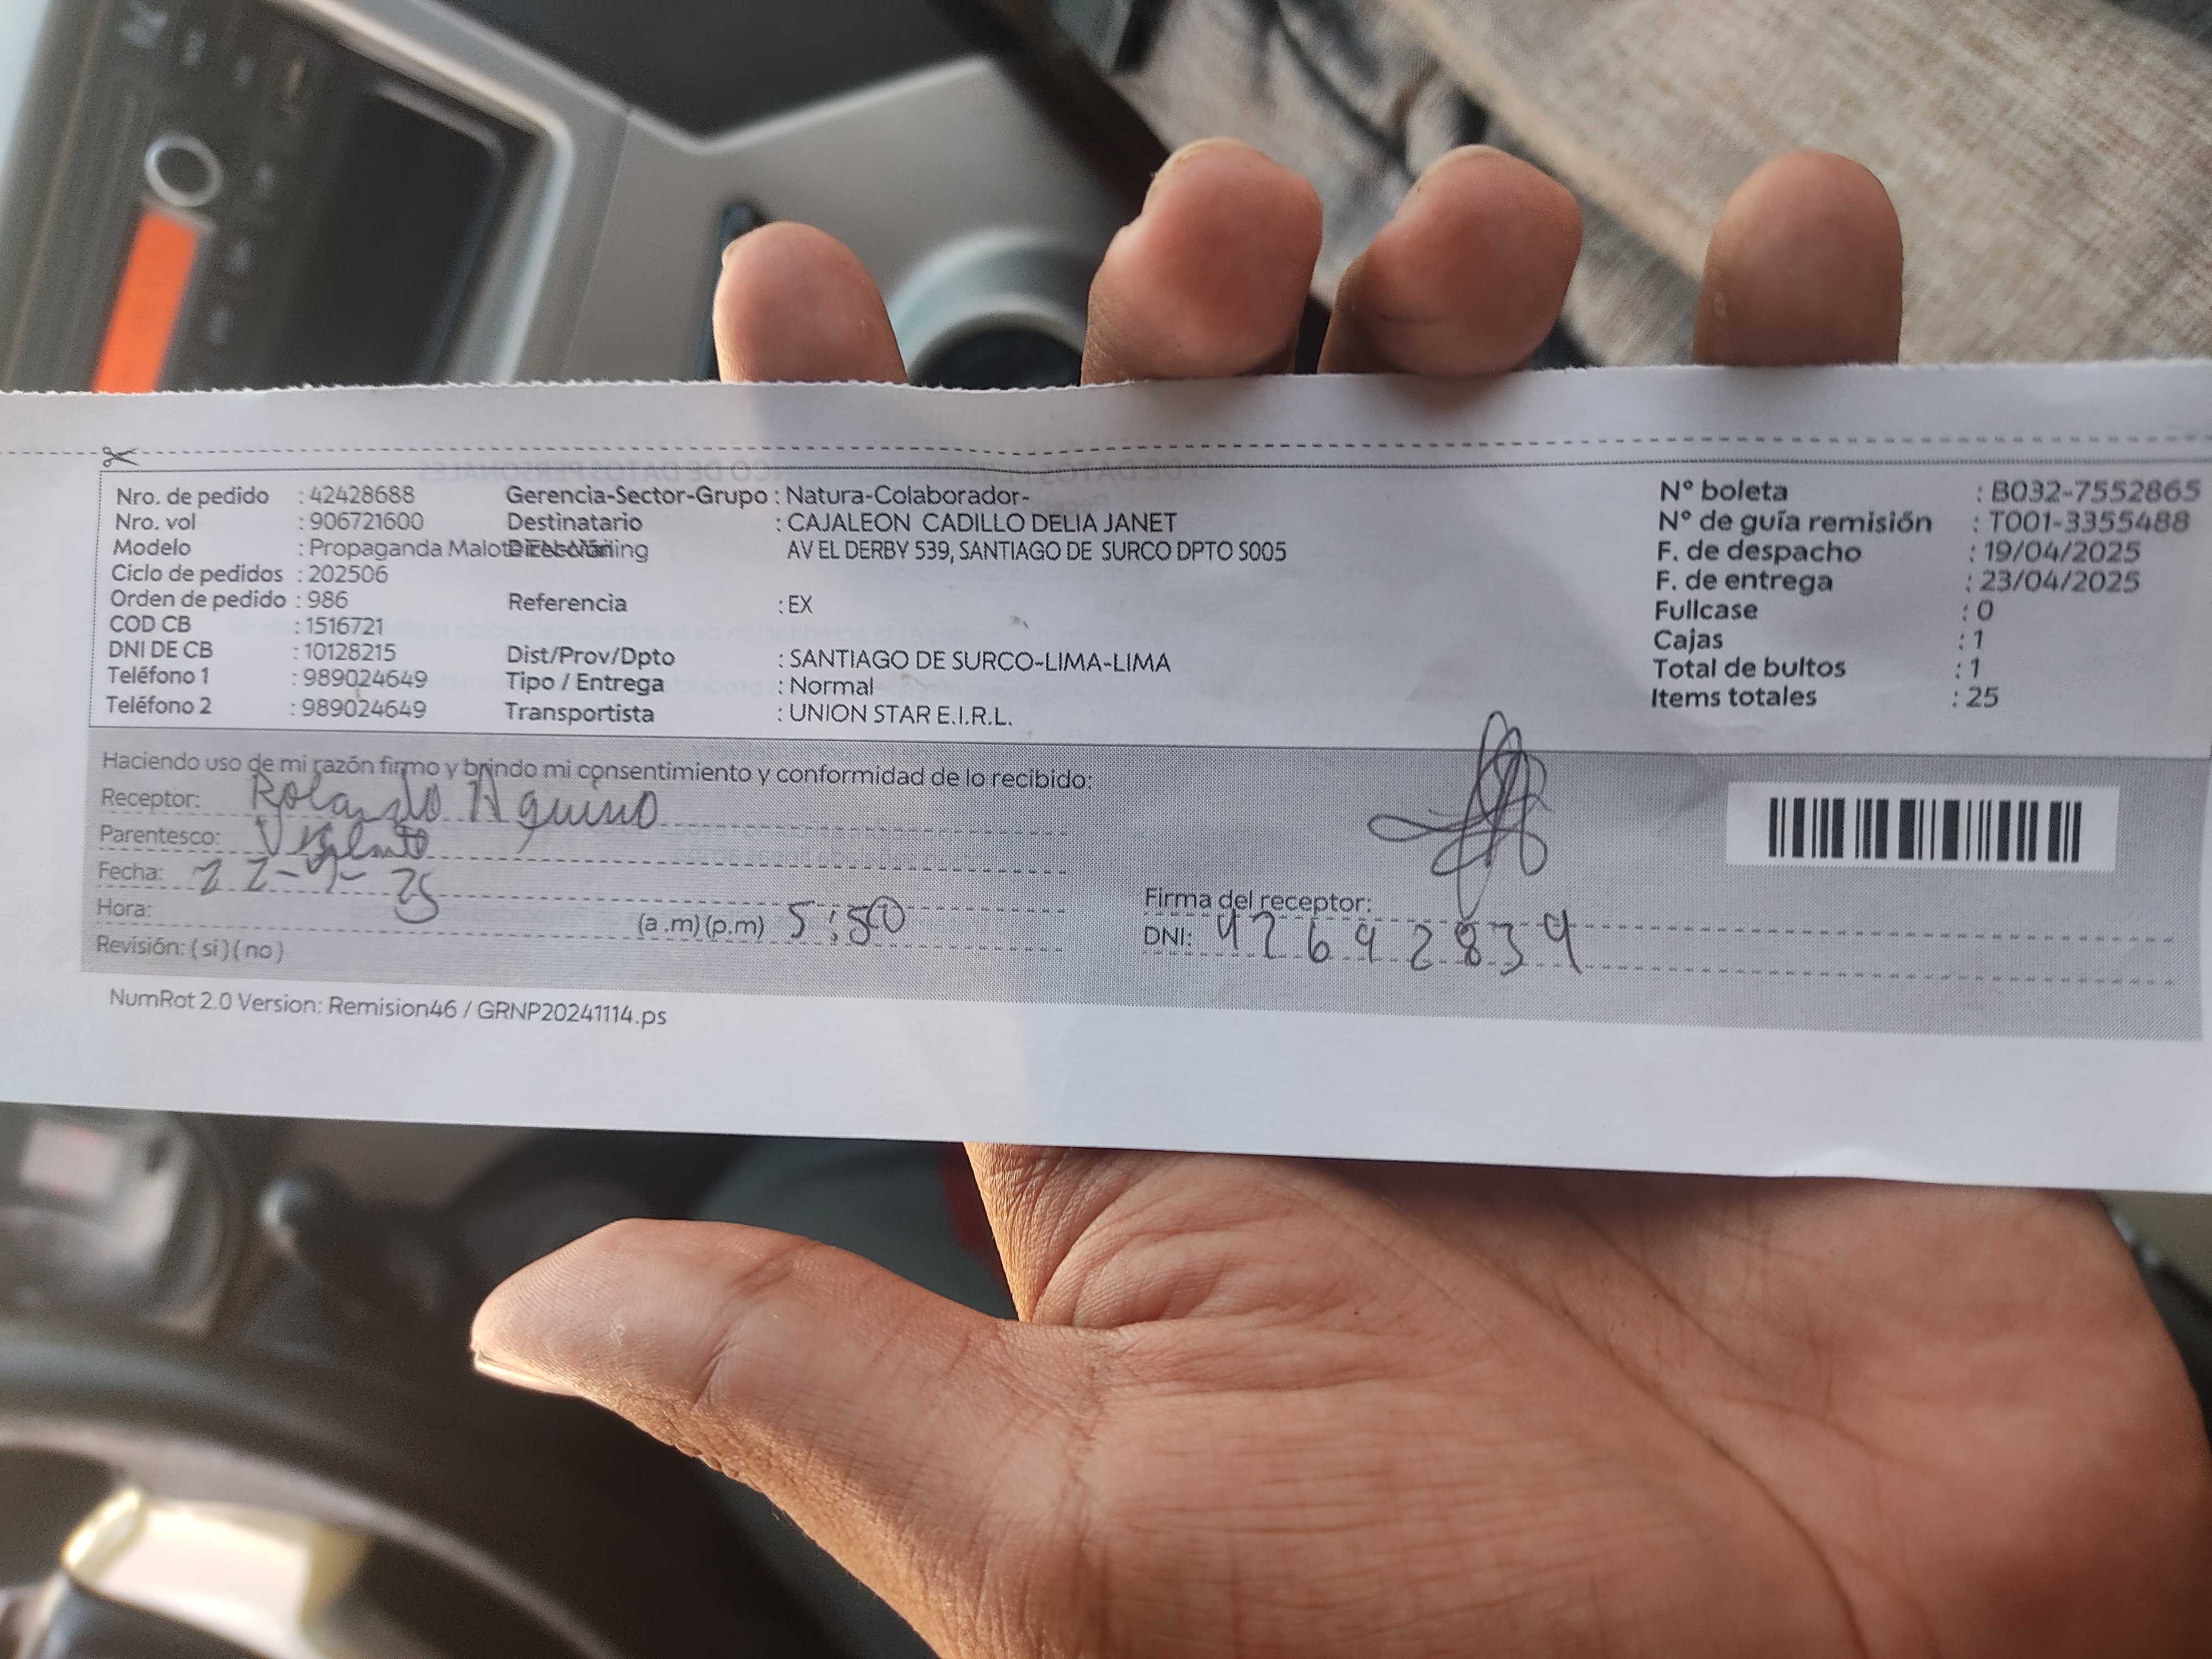 Nro. de pedido : 42428688
Nro. vol : 906721600
Modelo : Propaganda Malote
Ciclo de pedidos : 202506
Orden de pedido : 986
COD CB : 1516721
DNI DE CB : 10128215
Teléfono 1 : 989024649
Teléfono 2 : 989024649
Gerencia-Sector-Grupo : Natura-Colaborador-
Destinatario : CAJALEON CADILLO DELIA JANET
AV EL DERBY 539, SANTIAGO DE SURCO DPTO S005
Referencia : EX
Dist/Prov/Dpto : SANTIAGO DE SURCO-LIMA-LIMA
Tipo / Entrega : Normal
Transportista : UNION STAR E.I.R.L.
N° boleta : B032-7552865
N° de guía remisión : T001-3355488
F. de despacho : 19/04/2025
F. de entrega : 23/04/2025
Fullcase : 0
Cajas : 1
Total de bultos : 1
Items totales : 25
Haciendo uso de mi razón firmo y brindo mi consentimiento y conformidad de lo recibido:
Receptor: Rolando Aquino
Parentesco:
Fecha: 22-4-25
Hora: (a .m) (p.m) 5:50
Revisión: ( si ) ( no )
Firma del receptor:
DNI: 42692834
NumRot 2.0 Version: Remision46 / GRNP20241114.ps